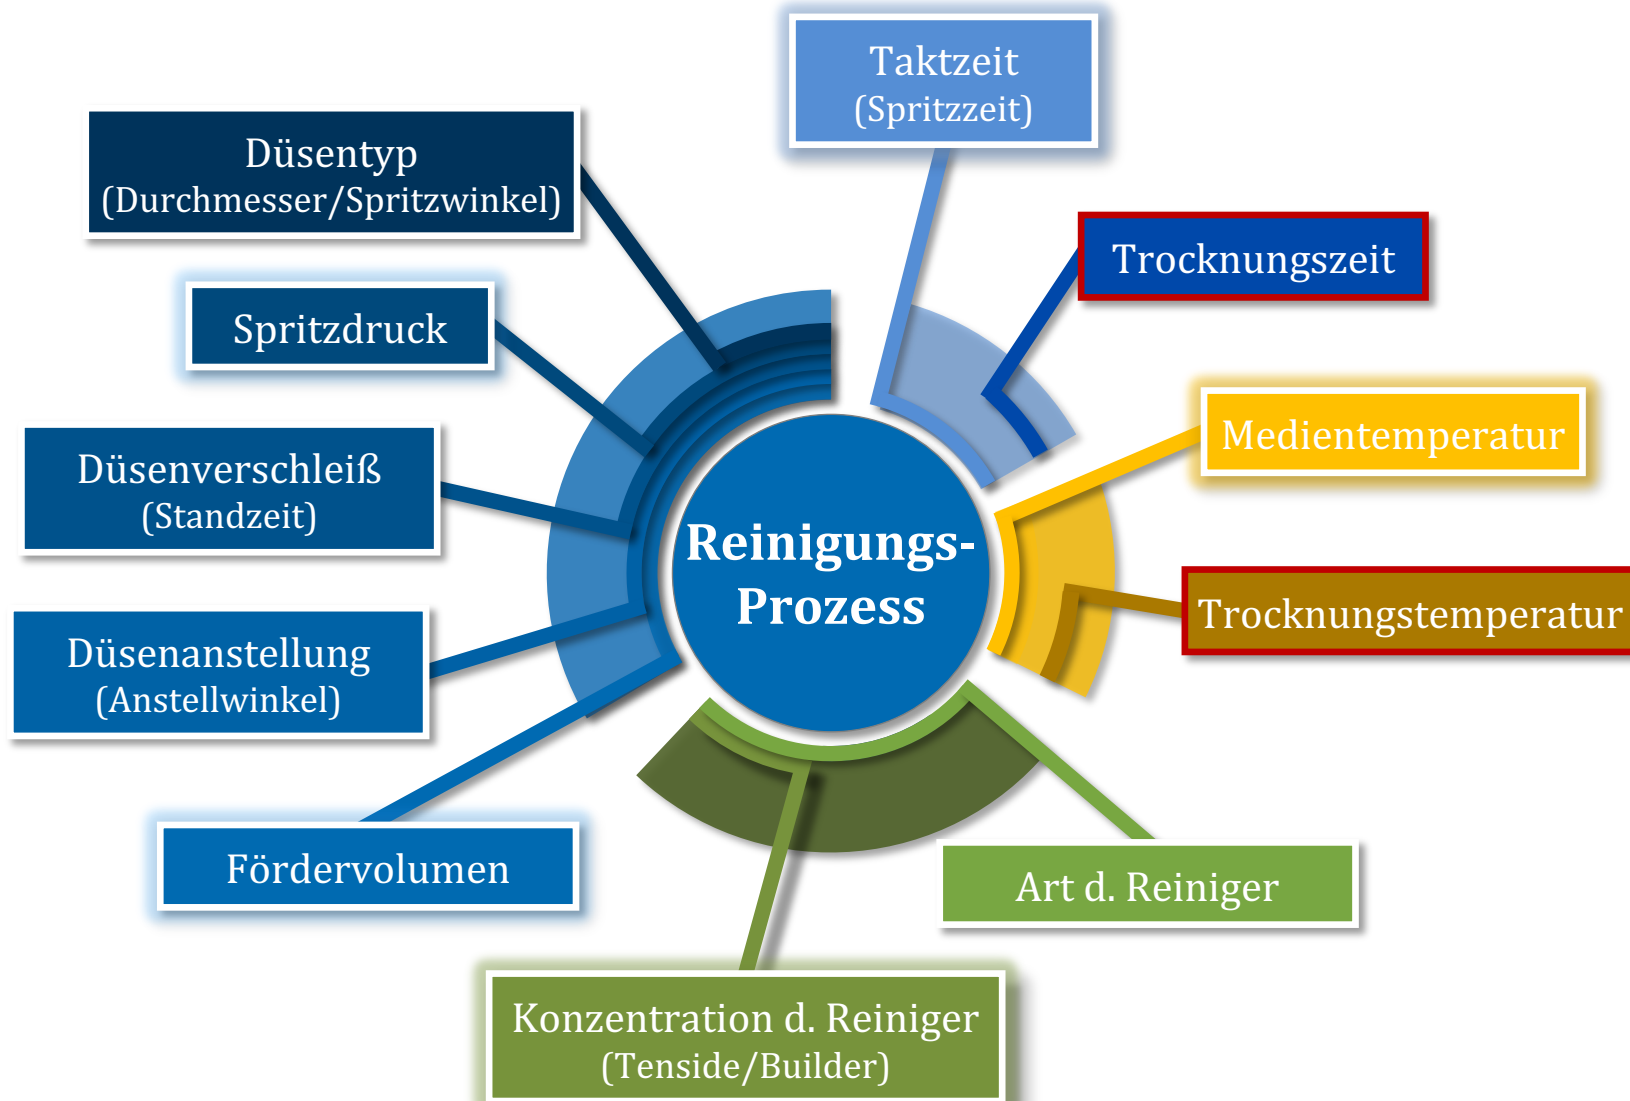 Taktzeit
(Spritzzeit)
Düsentyp
(Durchmesser/Spritzwinkel)
Trocknungszeit
Spritzdruck
Medientemperatur
Düsenverschleiß
(Standzeit)
Reinigungs-
Prozess
Trocknungstemperatur
Düsenanstellung
(Anstellwinkel)
Fördervolumen
Art d. Reiniger
Konzentration d. Reiniger
(Tenside/Builder)